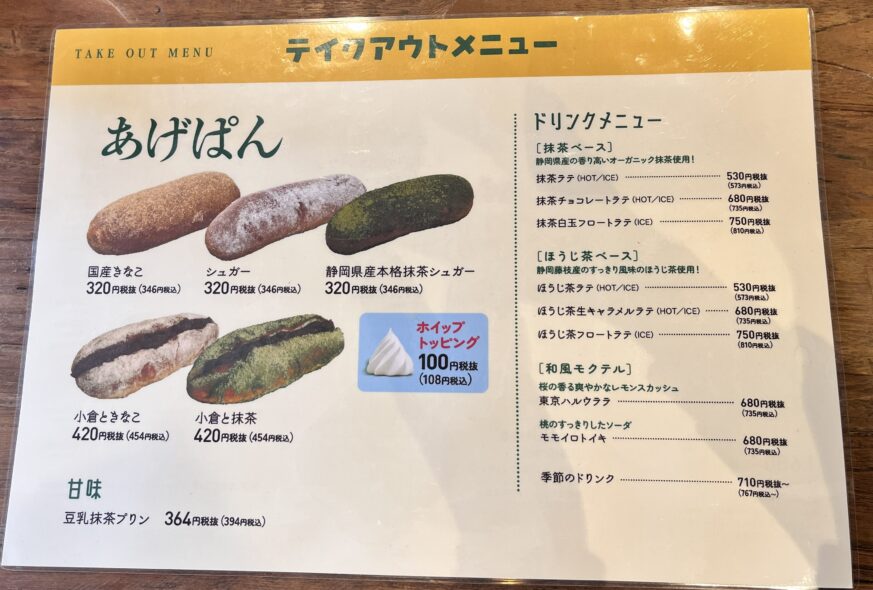 TAKE OUT MENU
テイクアウトメニュー
あげぱん
国産きなこ
320円税抜(346円税込)
シュガー
320円税抜(346円税込)
静岡県産本格抹茶シュガー
320円税抜(346円税込)
小倉ときなこ
420円税抜(454円税込)
小倉と抹茶
420円税抜(454円税込)
ホイップ
トッピング
100円税抜
(108円税込)
甘味
豆乳抹茶プリン 364円税抜(394円税込)
ドリンクメニュー
[抹茶ベース]
静岡県産の香り高いオーガニック抹茶使用!
抹茶ラテ(HOT/ICE) 530円税抜
(573円税込)
抹茶チョコレートラテ(HOT/ICE) 680円税抜
(735円税込)
抹茶白玉フロートラテ(ICE) 750円税抜
(810円税込)
[ほうじ茶ベース]
静岡藤枝産のすっきり風味のほうじ茶使用!
ほうじ茶ラテ(HOT/ICE) 530円税抜
(573円税込)
ほうじ茶生キャラメルラテ(HOT/ICE) 680円税抜
(735円税込)
ほうじ茶フロートラテ(ICE) 750円税抜
(810円税込)
[和風モクテル]
桜の香る爽やかなレモンスカッシュ
東京ハルウララ 680円税抜
(735円税込)
桃のすっきりしたソーダ
モモイロトイキ 680円税抜
(735円税込)
季節のドリンク 710円税抜〜
(767円税込〜)